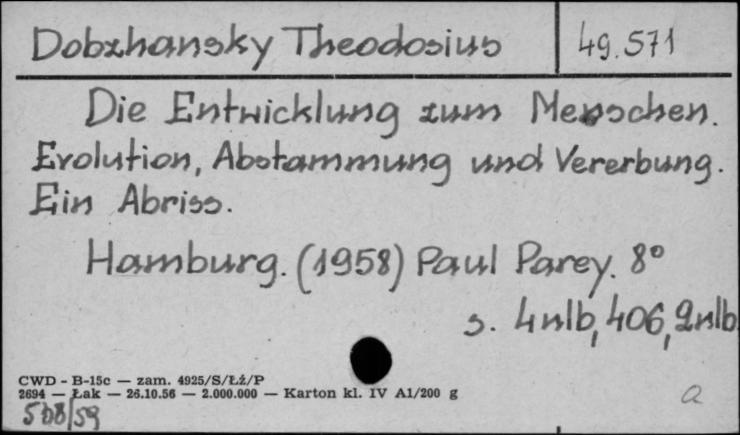 Dobzhansky Theodosius 49.571
Die Entwicklung zum Menschen.
Evolution, Abstammung und Vererbung.
Ein Abriss.
Hamburg. (1958) Paul Parey. 8°
s. 4nlb, 406, 2nlb.
CWD - B-15c — zam. 4925/S/Łż/P
2694 — Łak — 26.10.56 — 2.000.000 — Karton kl. IV A1/200 g
508/59
a